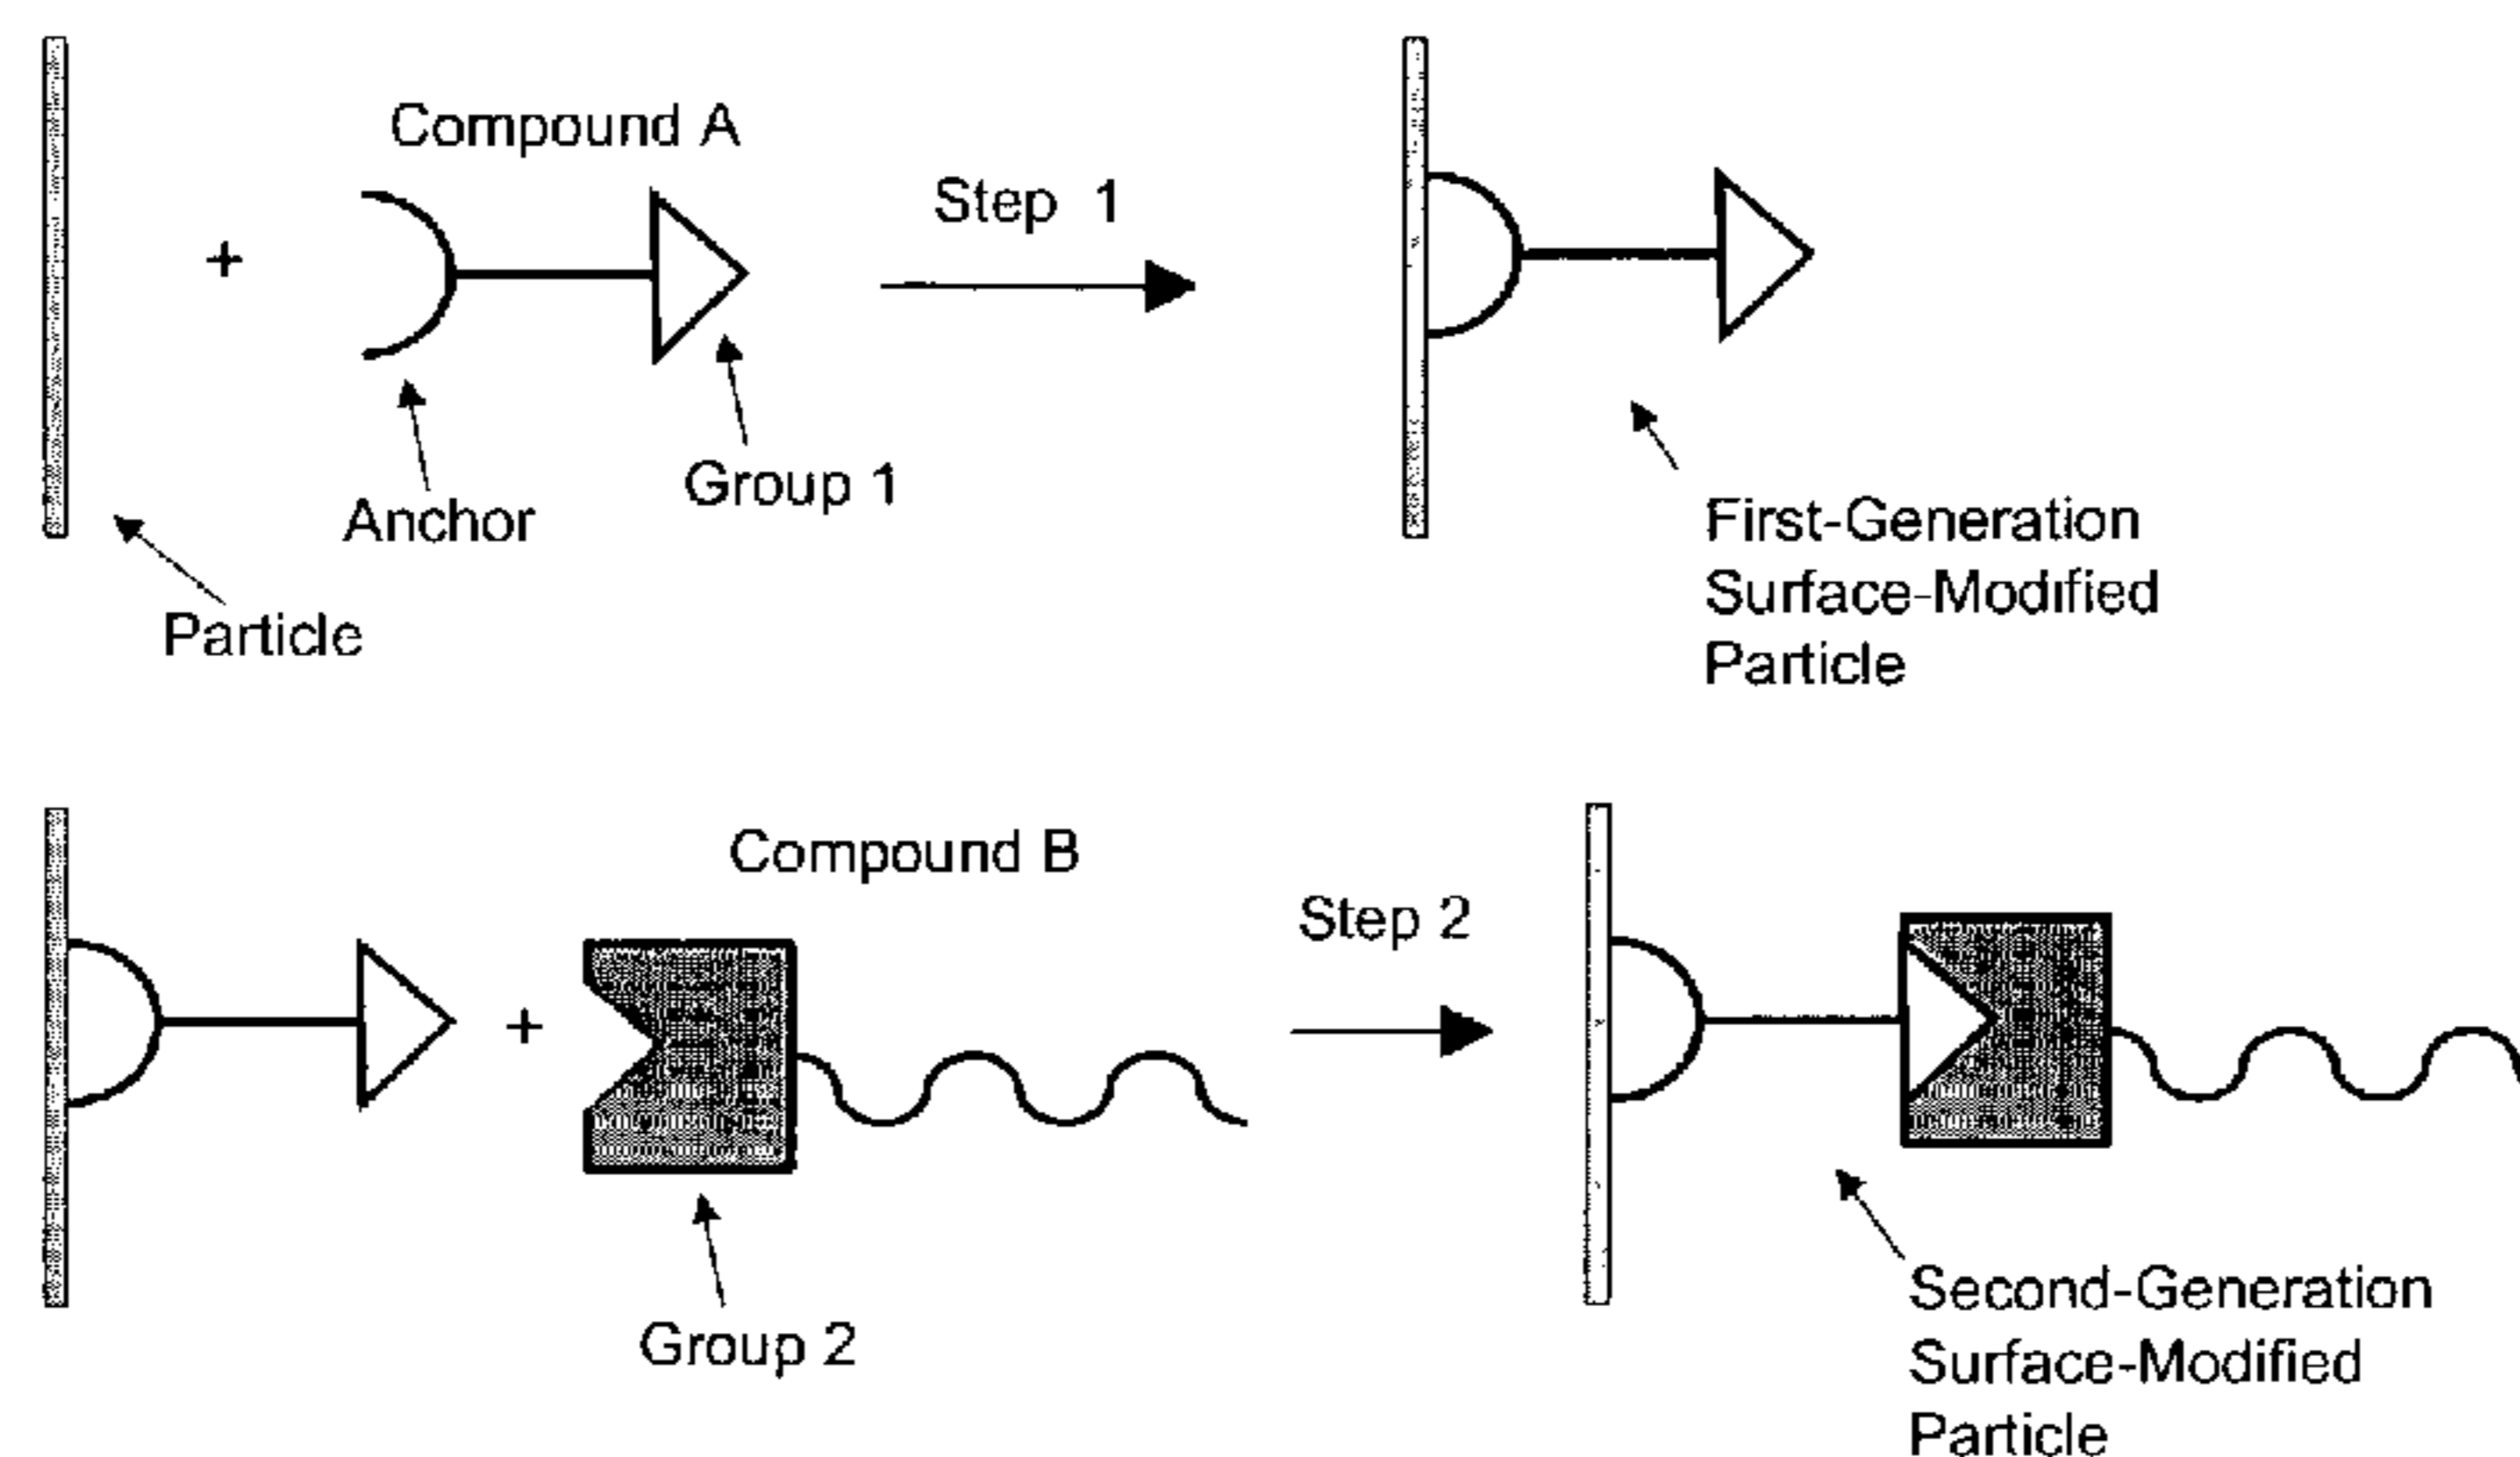 Compound A
Step 1
+
Group 1
Anchor
Particle
First-Generation
Surface-Modified
Particle
Compound B
Step 2
+
Group 2
Second-Generation
Surface-Modified
Particle